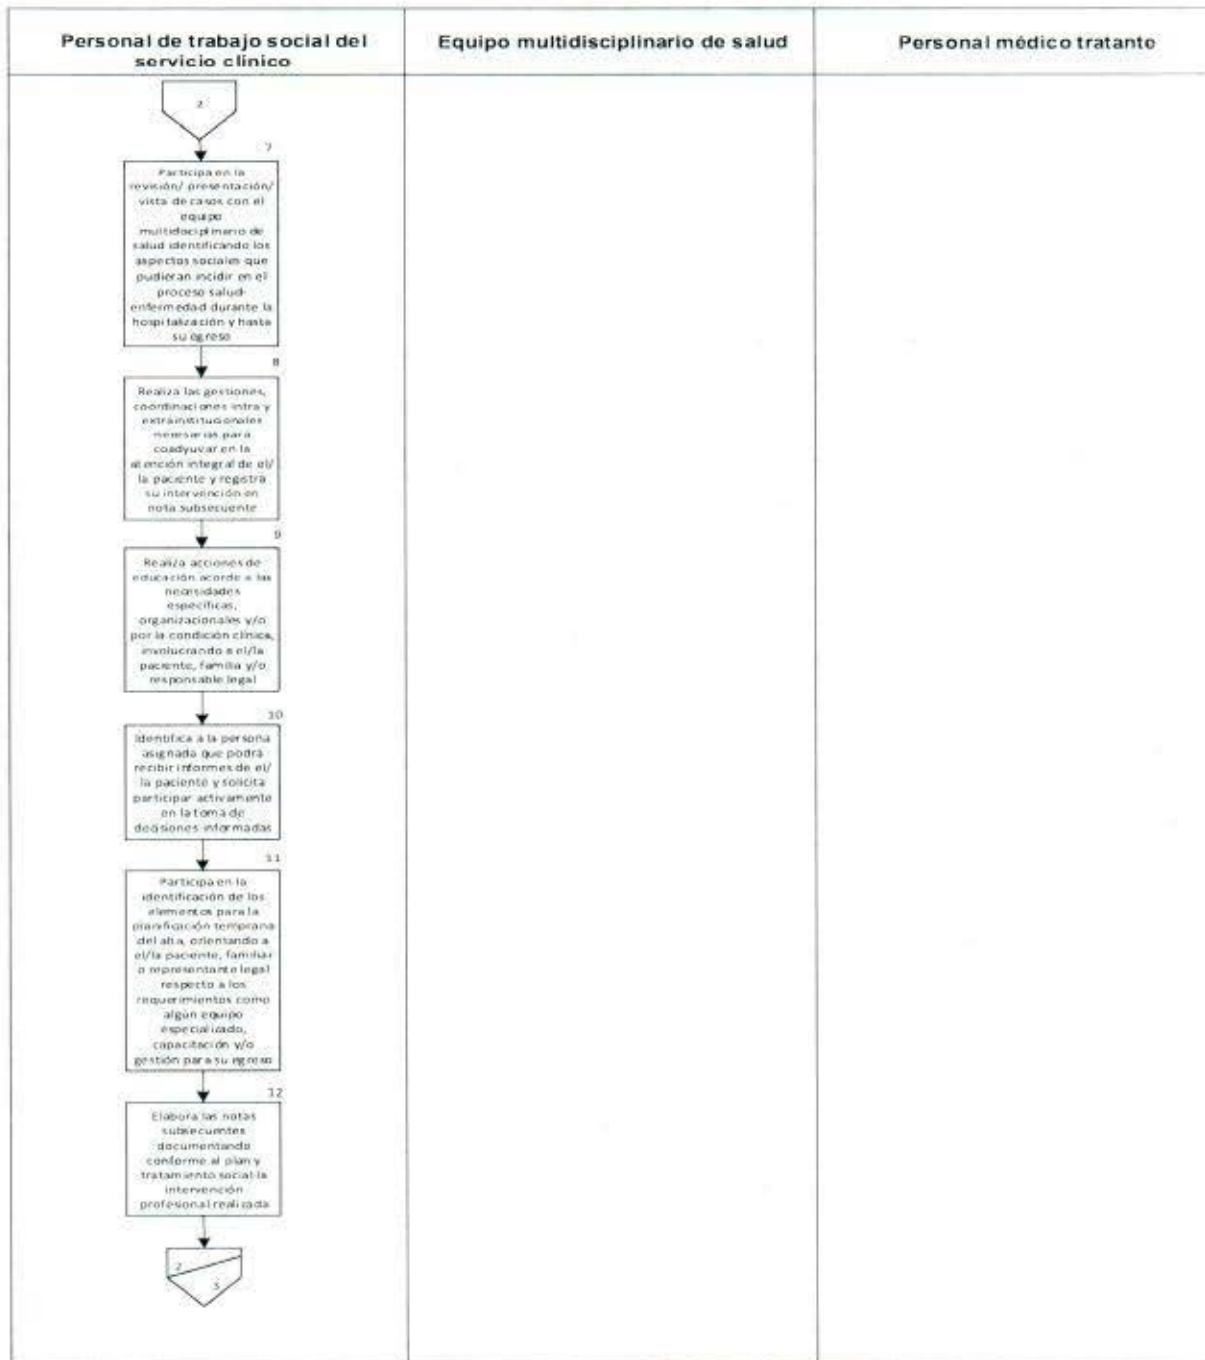 Personal de trabajo social del
servicio clínico
Equipo multidisciplinario de salud
Personal médico tratante
2
7
Participa en la
revisión/ presentación/
vista de casos con el
equipo
multidisciplinario de
salud identificando los
aspectos sociales que
pudieran incidir en el
proceso salud-
enfermedad durante la
hospitalización y hasta
su egreso
8
Realiza las gestiones,
coordinaciones intra y
extrainstitucionales
necesarias para
coadyuvar en la
atención integral de el/
la paciente y registra
su intervención en
nota subsecuente
9
Realiza acciones de
educación acorde a las
necesidades
específicas,
organizacionales y/o
por la condición clínica,
involucrando a el/la
paciente, familia y/o
responsable legal
10
Identifica a la persona
asignada que podrá
recibir informes de el/
la paciente y solicita
participar activamente
en la toma de
decisiones informadas
11
Participa en la
identificación de los
elementos para la
planificación temprana
del alta, orientando a
el/la paciente, familiar
o representante legal
respecto a los
requerimientos como
algún equipo
especializado,
capacitación y/o
gestión para su egreso
12
Elabora las notas
subsecuentes
documentando
conforme al plan y
tratamiento social la
intervención
profesional realizada
2
3